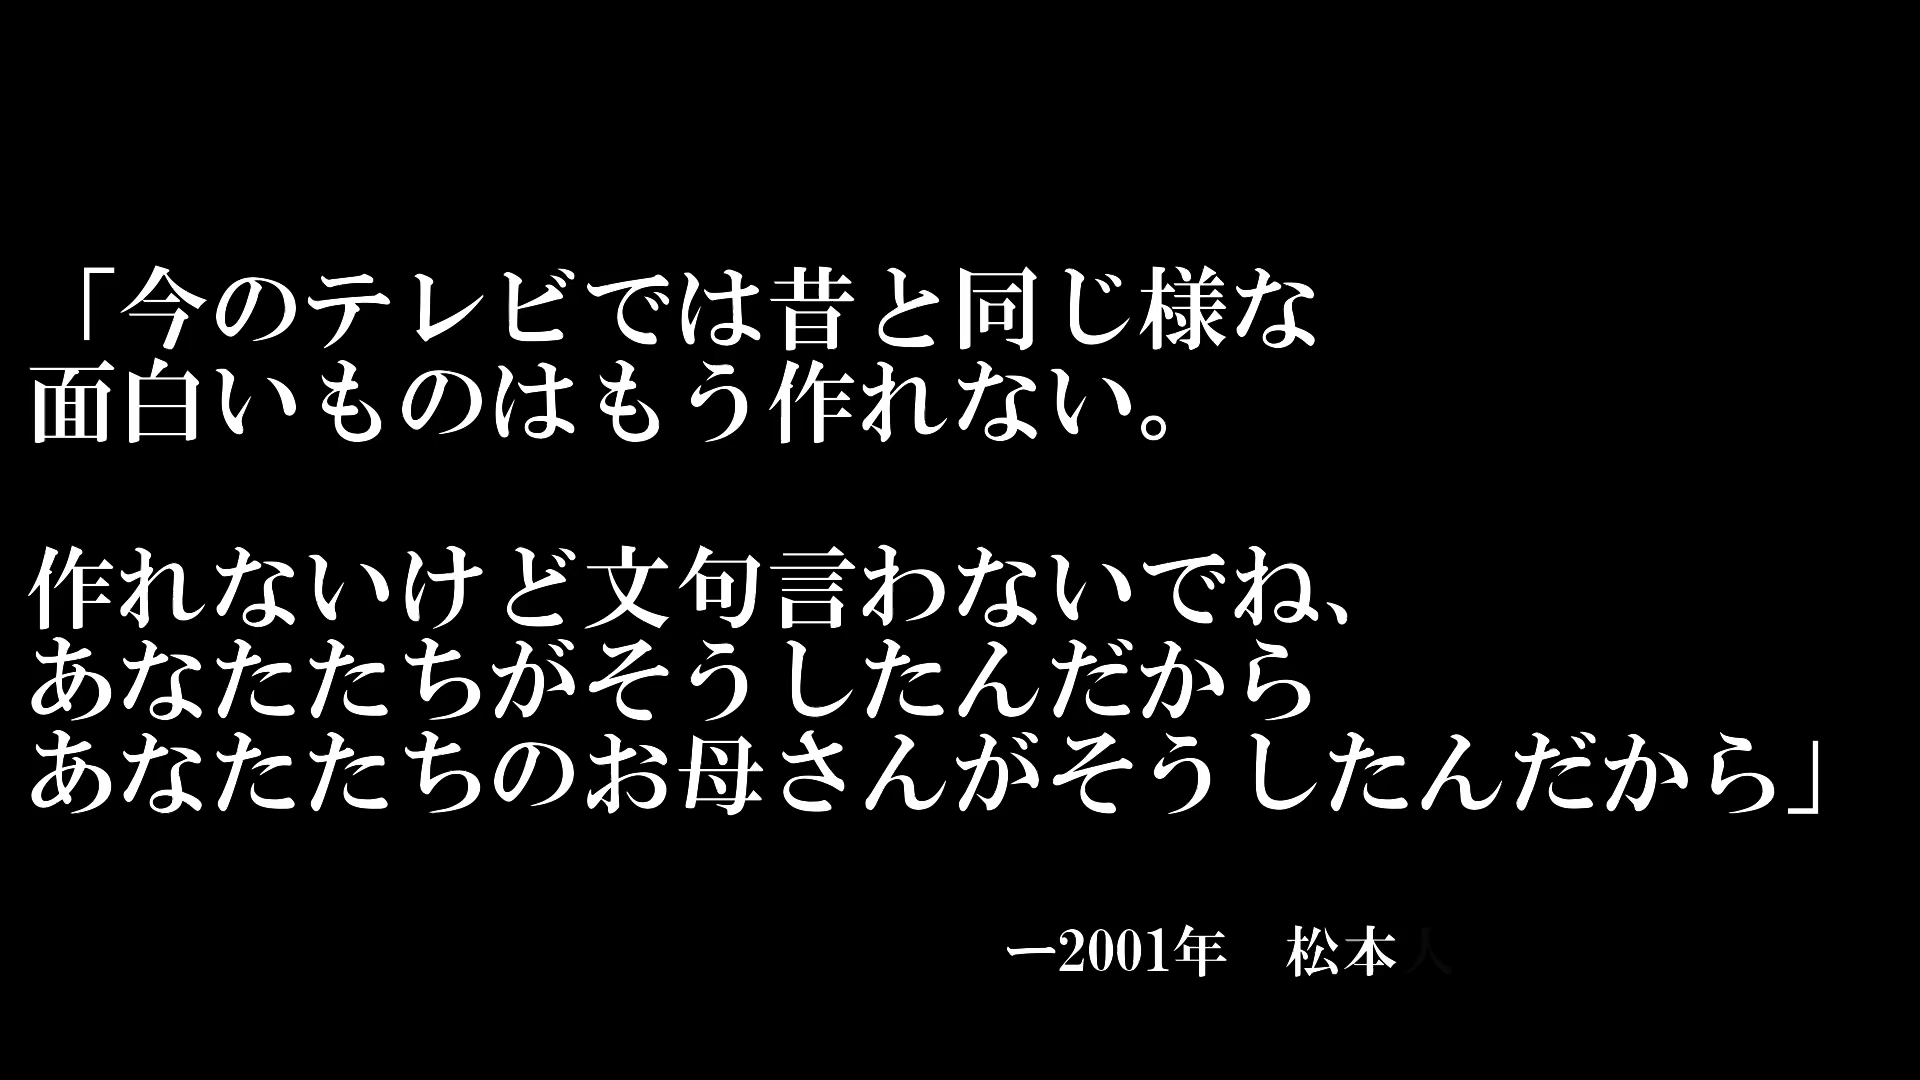 「今のテレビでは昔と同じ様な
面白いものはもう作れない。
作れないけど文句言わないでね、
あなたたちがそうしたんだから
あなたたちのお母さんがそうしたんだから」
ー2001年　松本人